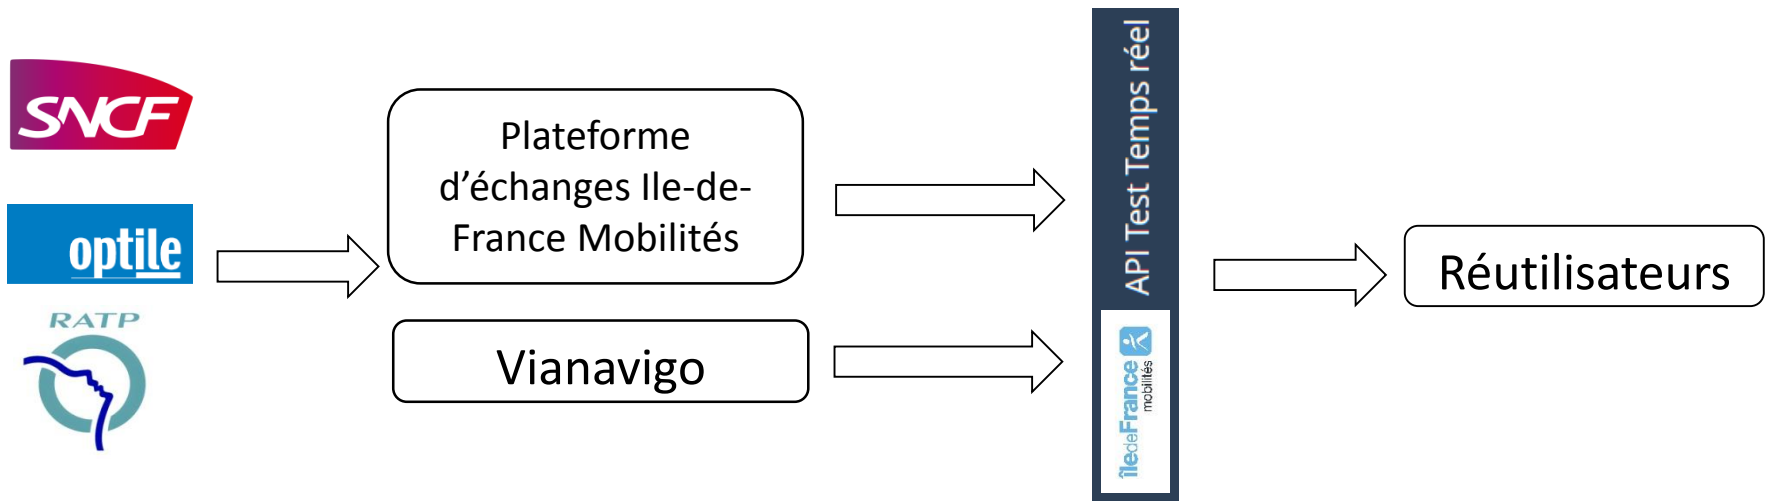 SNCF
optile
RATP
Plateforme
d’échanges Ile-de-
France Mobilités
Vianavigo
API Test Temps réel
îledeFrance
mobilités
Réutilisateurs